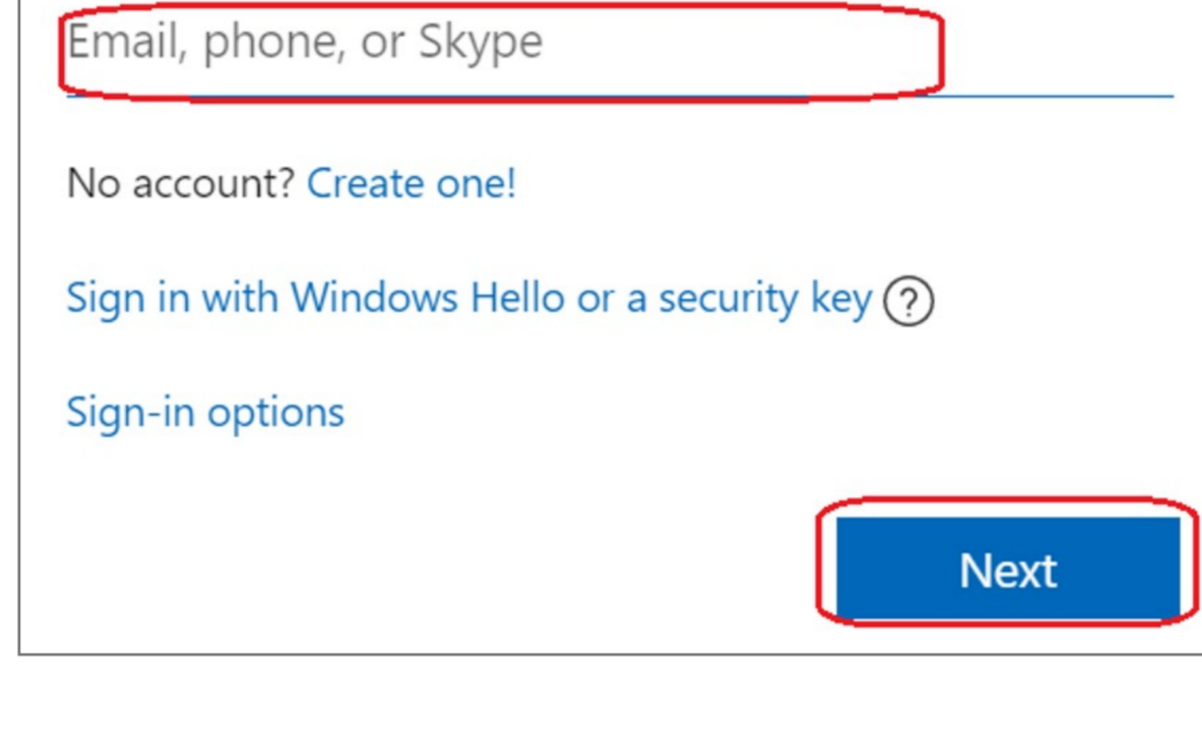 Email, phone, or Skype
No account? Create one!
Sign in with Windows Hello or a security key ?
Sign-in options
Next